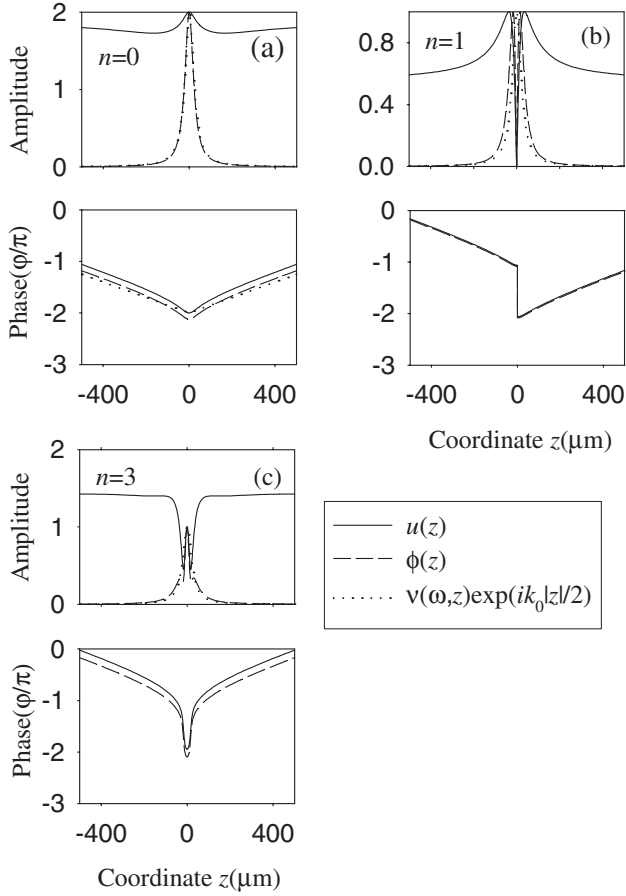 2
1
0
Amplitude
n=0
(a)
0.8
0.4
0.0
n=1
(b)
0
-1
-2
-3
Phase(φ/π)
-400 0 400
0
-1
-2
-3
-400 0 400
Coordinate z(μm)
2
1
0
Amplitude
n=3
(c)
0
-1
-2
-3
Phase(φ/π)
-400 0 400
Coordinate z(μm)
u(z)
ϕ(z)
ν(ω,z)exp(ik₀|z|/2)